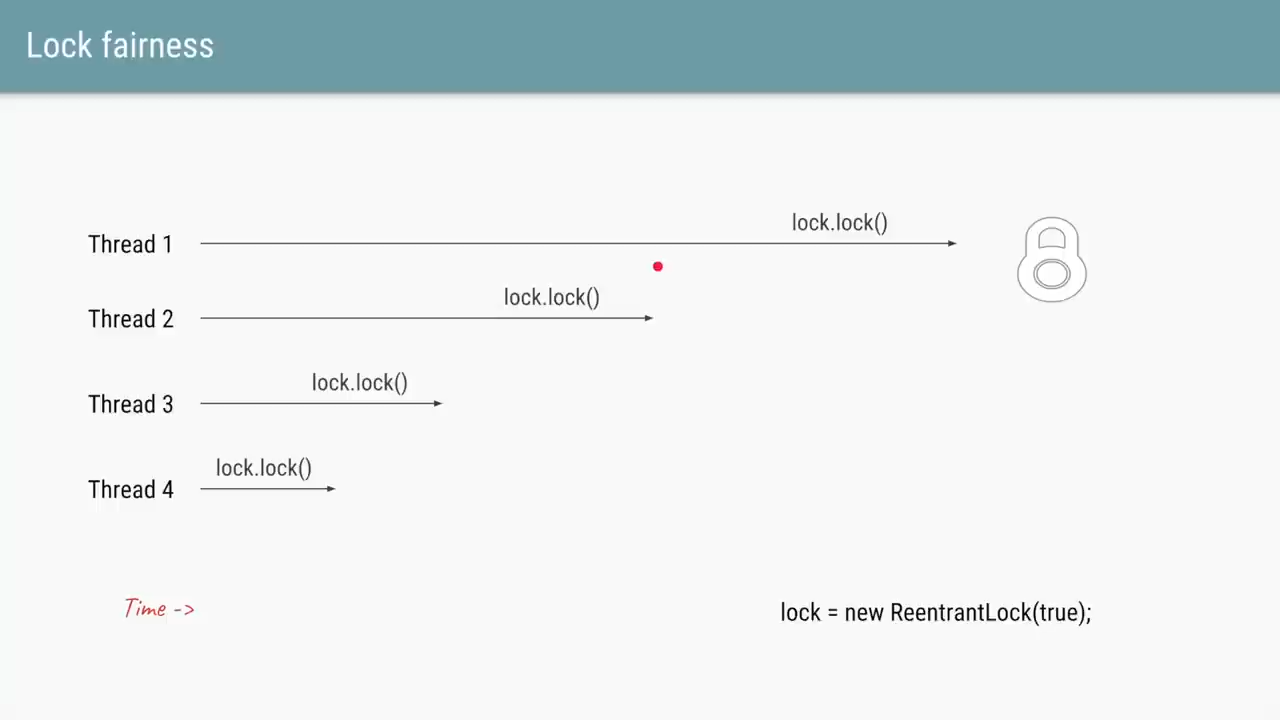 Lock fairness
lock.lock()
Thread 1
lock.lock()
Thread 2
lock.lock()
Thread 3
lock.lock()
Thread 4
Time ->
lock = new ReentrantLock(true);